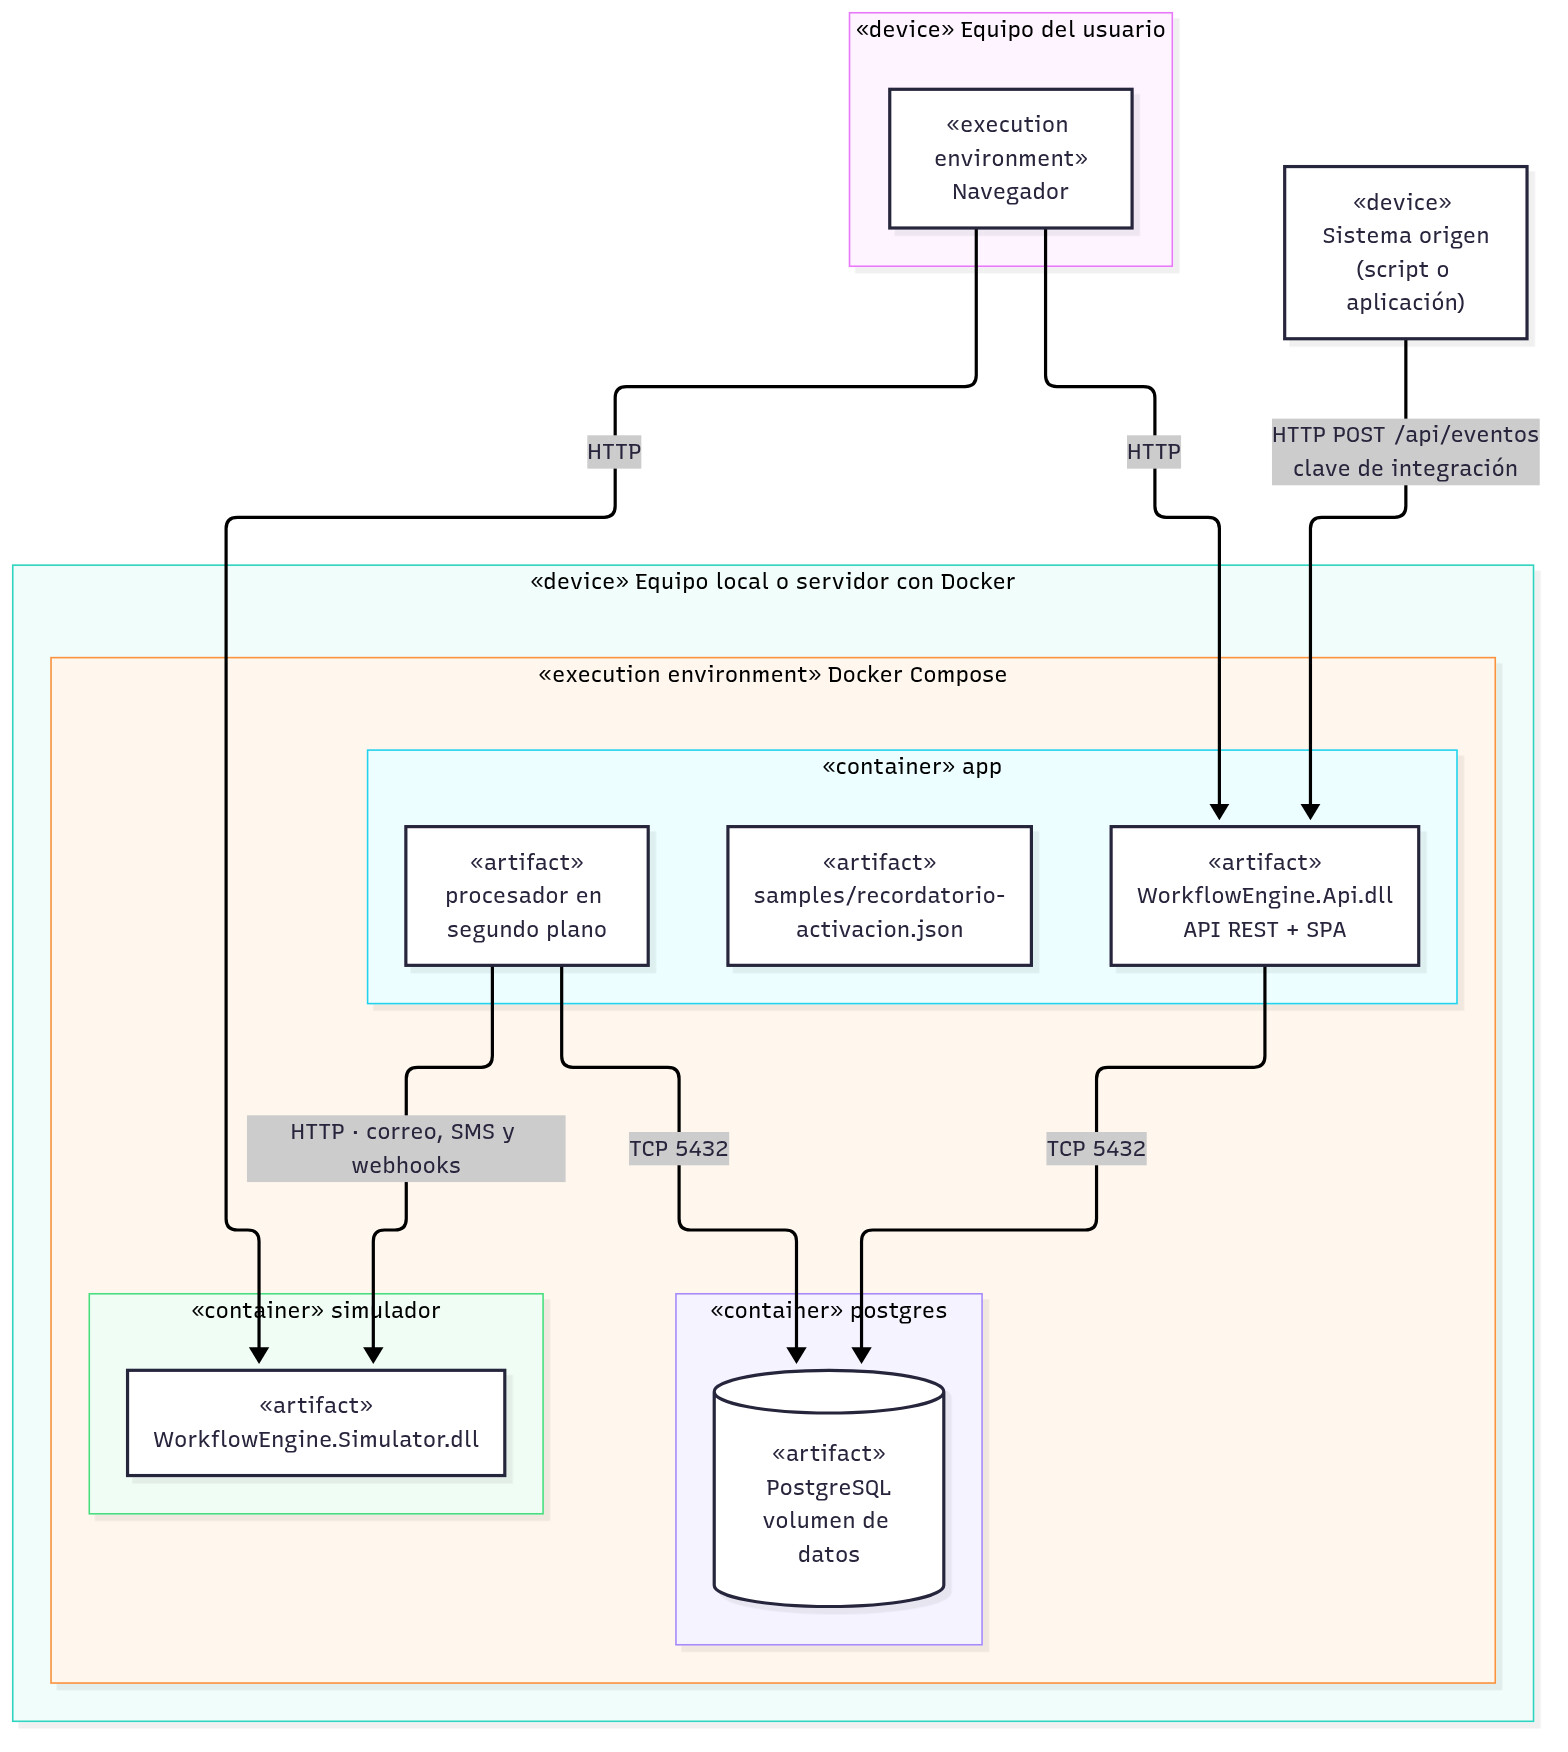 «device» Equipo del usuario
«execution
environment»
Navegador
«device»
Sistema origen
(script o
aplicación)
HTTP
HTTP
HTTP POST /api/eventos
clave de integración
«device» Equipo local o servidor con Docker
«execution environment» Docker Compose
«container» app
«artifact»
procesador en
segundo plano
«artifact»
samples/recordatorio-
activacion.json
«artifact»
WorkflowEngine.Api.dll
API REST + SPA
HTTP · correo, SMS y
webhooks
TCP 5432
TCP 5432
«container» simulador
«artifact»
WorkflowEngine.Simulator.dll
«container» postgres
«artifact»
PostgreSQL
volumen de
datos